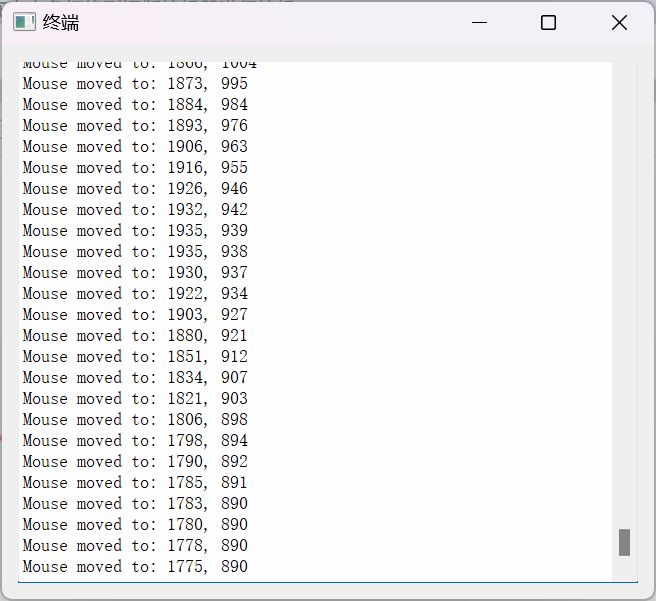 终端
Mouse moved to: 1866, 1004
Mouse moved to: 1873, 995
Mouse moved to: 1884, 984
Mouse moved to: 1893, 976
Mouse moved to: 1906, 963
Mouse moved to: 1916, 955
Mouse moved to: 1926, 946
Mouse moved to: 1932, 942
Mouse moved to: 1935, 939
Mouse moved to: 1935, 938
Mouse moved to: 1930, 937
Mouse moved to: 1922, 934
Mouse moved to: 1903, 927
Mouse moved to: 1880, 921
Mouse moved to: 1851, 912
Mouse moved to: 1834, 907
Mouse moved to: 1821, 903
Mouse moved to: 1806, 898
Mouse moved to: 1798, 894
Mouse moved to: 1790, 892
Mouse moved to: 1785, 891
Mouse moved to: 1783, 890
Mouse moved to: 1780, 890
Mouse moved to: 1778, 890
Mouse moved to: 1775, 890